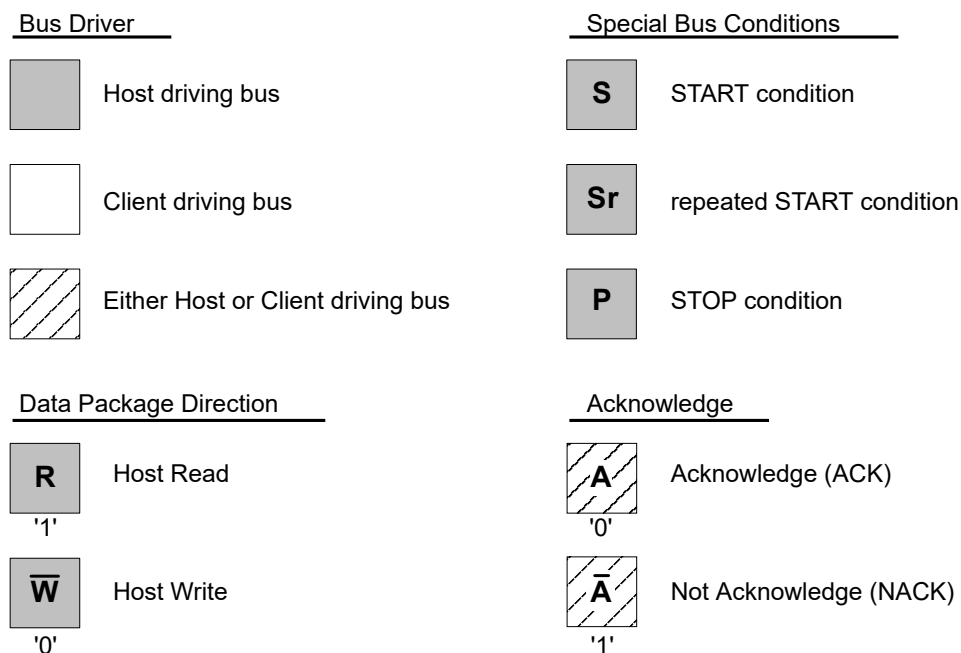 Bus Driver
Host driving bus
Client driving bus
Either Host or Client driving bus
Special Bus Conditions
S START condition
Sr repeated START condition
P STOP condition
Data Package Direction
R Host Read
'1'
W̅ Host Write
'0'
Acknowledge
A Acknowledge (ACK)
'0'
A̅ Not Acknowledge (NACK)
'1'